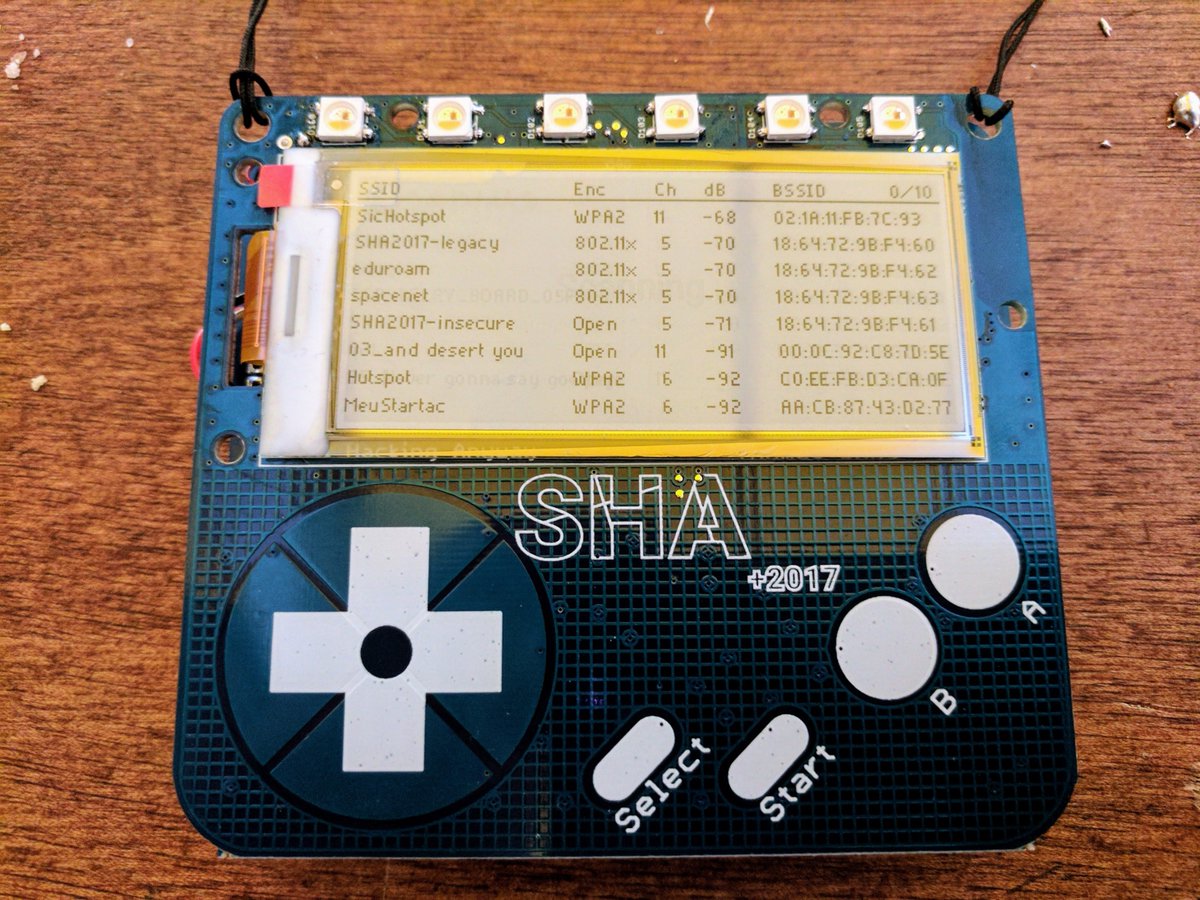 SSID Enc Ch dB BSSID 0/10
SicHotspot WPA2 11 -68 02:1A:11:FB:7C:93
SHA2017-legacy 802.11x 5 -70 18:64:72:9B:F4:60
eduroam 802.11x 5 -70 18:64:72:9B:F4:62
spacenet 802.11x 5 -70 18:64:72:9B:F4:63
SHA2017-insecure Open 5 -71 18:64:72:9B:F4:61
03_and desert you Open 11 -91 00:0C:92:C8:7D:5E
Hutspot WPA2 6 -92 C0:EE:FB:D3:CA:0F
MeuStartac WPA2 6 -92 AA:CB:87:43:D2:77
SHA
+2017
A
B
Select
Start